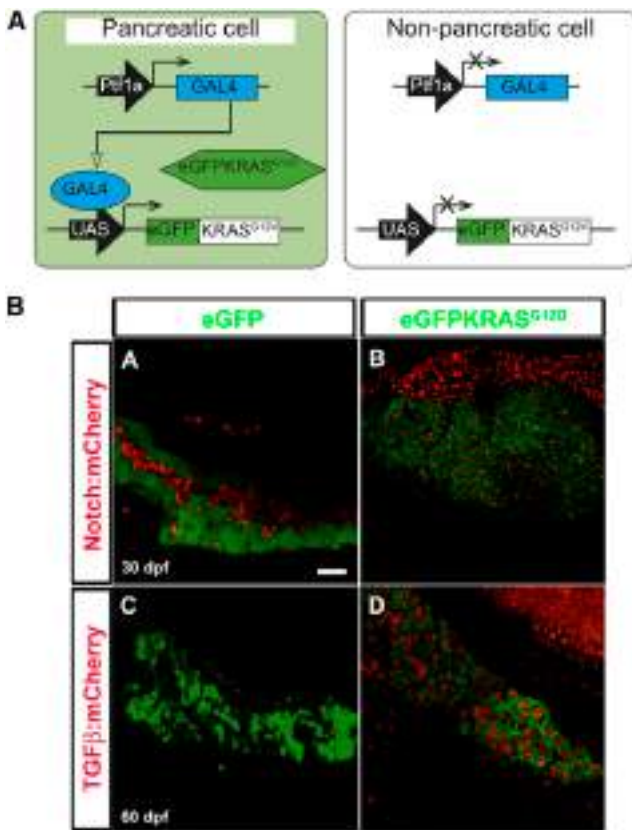 A
Pancreatic cell
Non-pancreatic cell
Ptf1a
GAL4
Ptf1a
GAL4
eGFPKRASG12D
GAL4
UAS
eGFP
KRASG12D
UAS
eGFP
KRASG12D
B
eGFP
eGFPKRASG12D
Notch:mCherry
A
30 dpf
B
TGFβ:mCherry
C
60 dpf
D